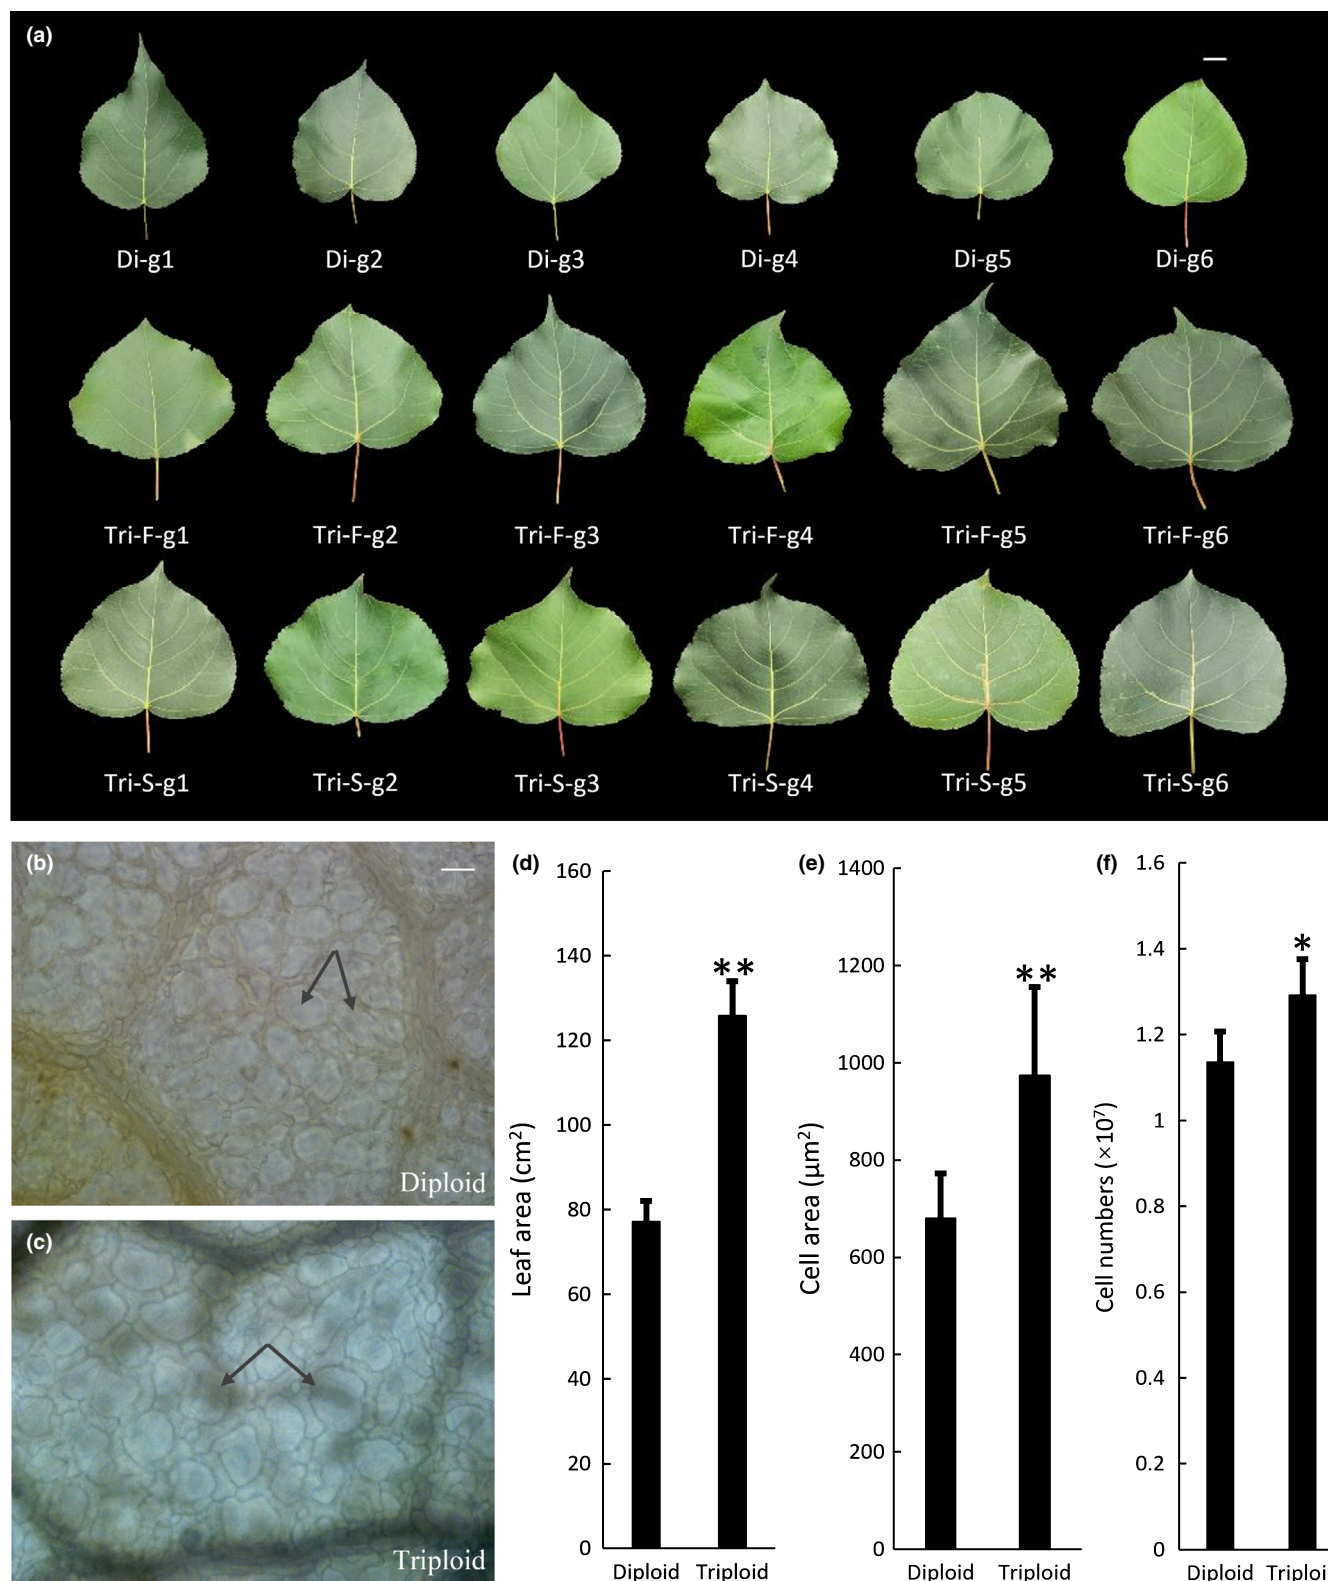 (a)
Di-g1 Di-g2 Di-g3 Di-g4 Di-g5 Di-g6
Tri-F-g1 Tri-F-g2 Tri-F-g3 Tri-F-g4 Tri-F-g5 Tri-F-g6
Tri-S-g1 Tri-S-g2 Tri-S-g3 Tri-S-g4 Tri-S-g5 Tri-S-g6
(b)
Diploid
(c)
Triploid
(d)
Leaf area (cm²)
160
140
120
100
80
60
40
20
0
**
Diploid Triploid
(e)
Cell area (μm²)
1400
1200
1000
800
600
400
200
0
**
Diploid Triploid
(f)
Cell numbers (×10⁷)
1.6
1.4
1.2
1
0.8
0.6
0.4
0.2
0
*
Diploid Triploi